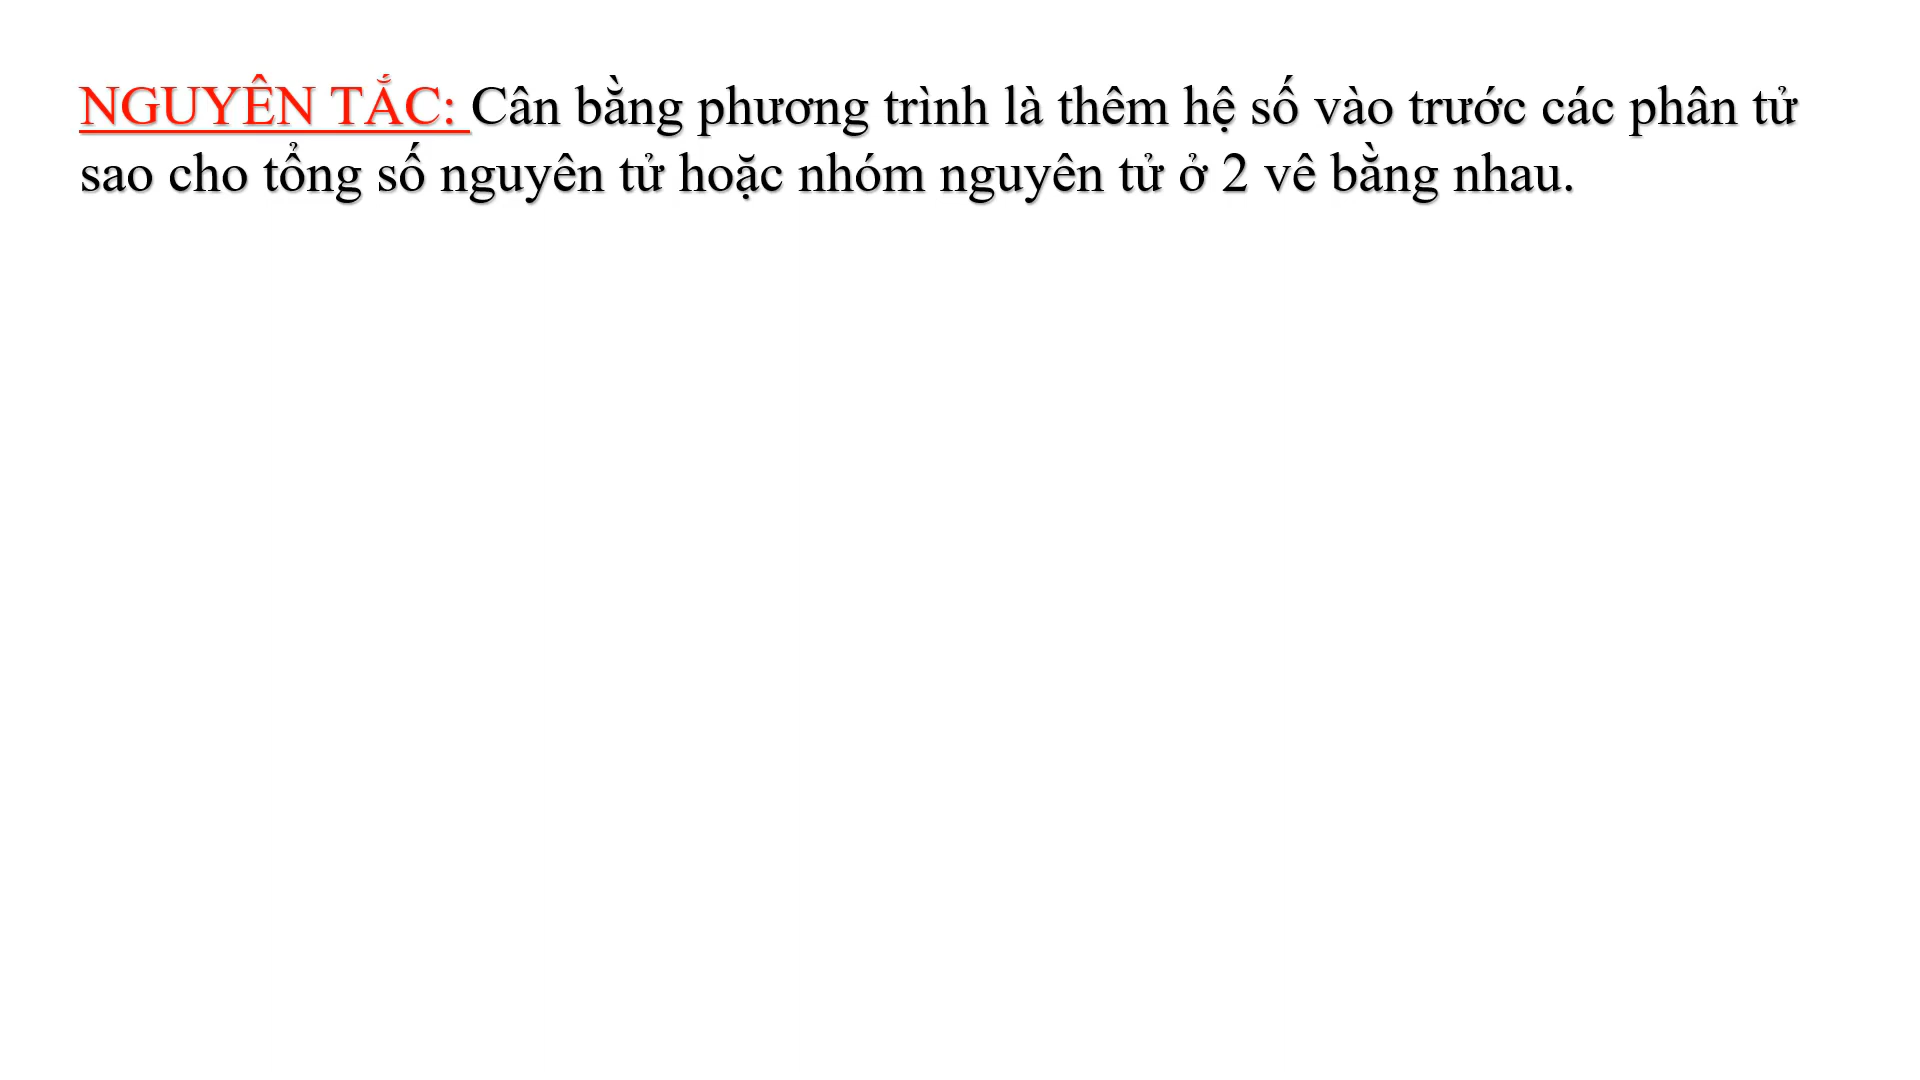 NGUYÊN TẮC: Cân bằng phương trình là thêm hệ số vào trước các phân tử
sao cho tổng số nguyên tử hoặc nhóm nguyên tử ở 2 vê bằng nhau.